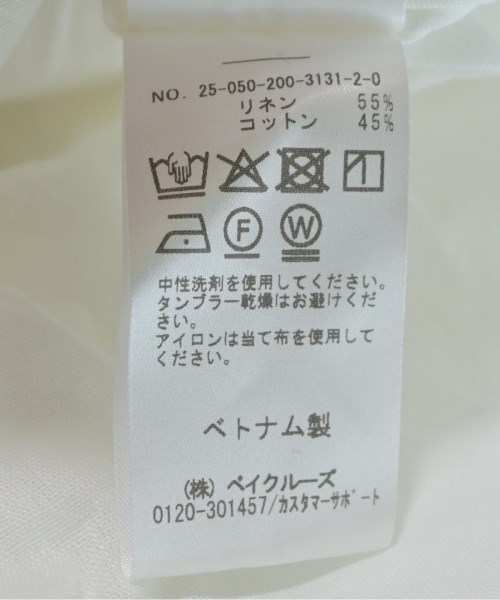 NO. 25-050-200-3131-2-0
リネン 55%
コットン 45%
F W
中性洗剤を使用してください。
タンブラー乾燥はお避けくだ
さい。
アイロンは当て布を使用して
ください。
ベトナム製
(株) ベイクルーズ
0120-301457/カスタマーサポート